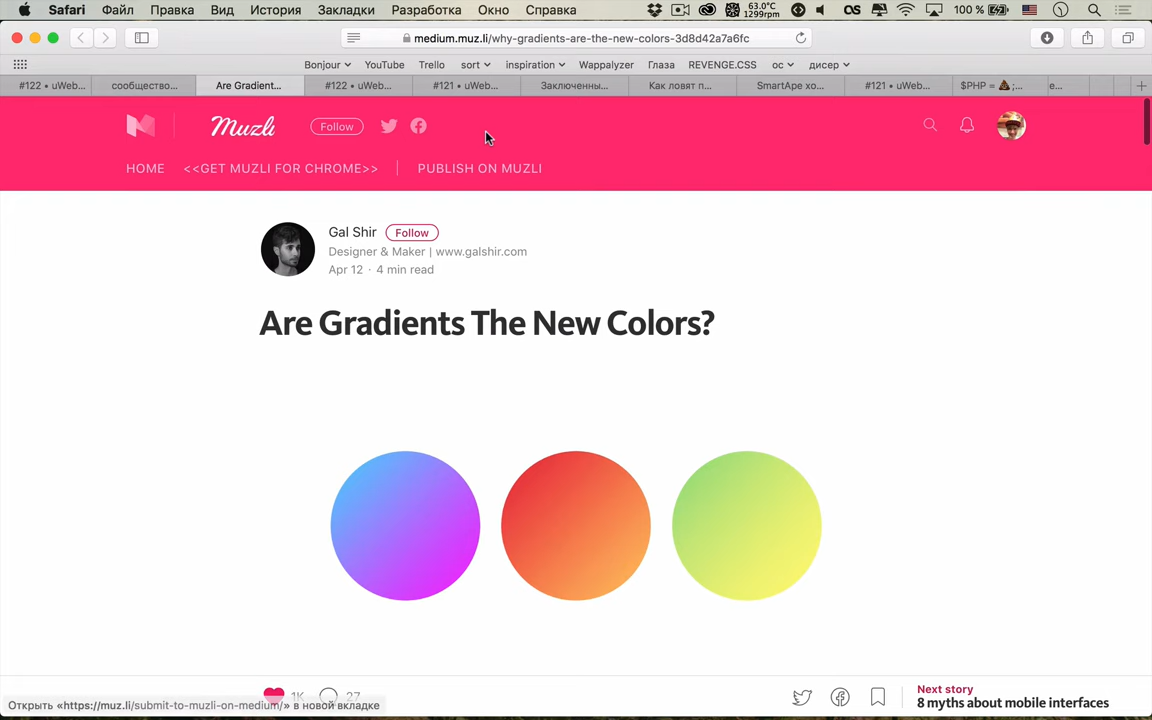 Safari Файл Правка Вид История Закладки Разработка Окно Справка 63.0°C 1299rpm 100 %
medium.muz.li/why-gradients-are-the-new-colors-3d8d42a7a6fc
Bonjour YouTube Trello sort inspiration Wappalyzer Глаза REVENGE.CSS ос дисер
#122 • uWeb... сообщество... Are Gradient... #122 • uWeb... #121 • uWeb... Заключенны... Как ловят п... SmartApe хо... #121 • uWeb... $PHP = 💩;... е...
Muzli Follow
HOME <<GET MUZLI FOR CHROME>> PUBLISH ON MUZLI
Gal Shir Follow
Designer & Maker | www.galshir.com
Apr 12 · 4 min read
Are Gradients The New Colors?
1K 27
Next story
8 myths about mobile interfaces
Открыть «https://muz.li/submit-to-muzli-on-medium/» в новой вкладке